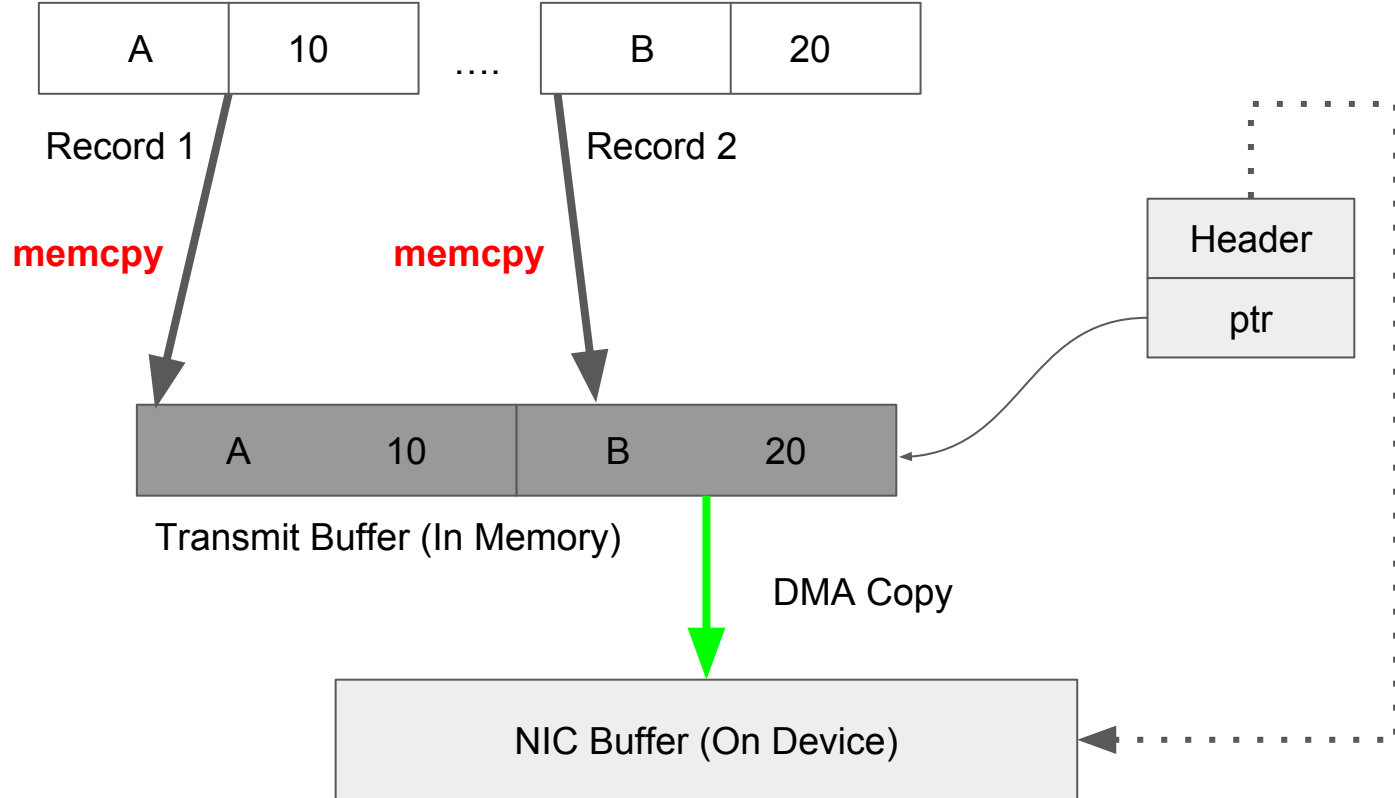 A 10 .... B 20
Record 1 Record 2
memcpy memcpy
Header
ptr
A 10 B 20
Transmit Buffer (In Memory)
DMA Copy
NIC Buffer (On Device)